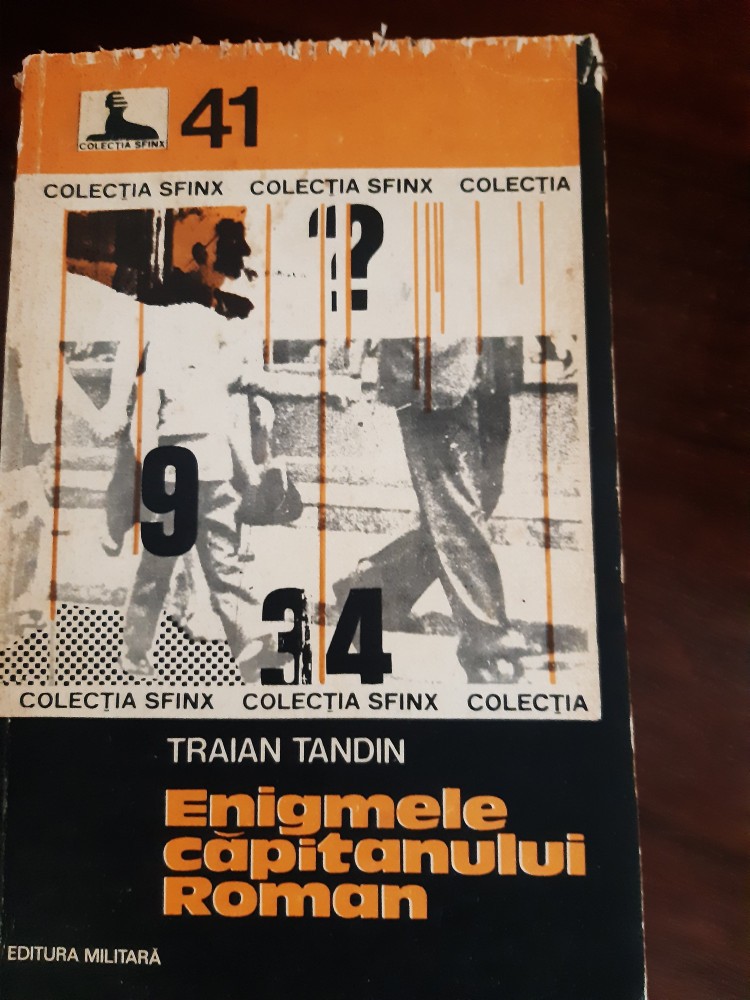 COLECȚIA SFINX
41
COLECȚIA SFINX COLECȚIA SFINX COLECȚIA
?
9
34
COLECȚIA SFINX COLECȚIA SFINX COLECȚIA
TRAIAN TANDIN
Enigmele
căpitanului
Roman
EDITURA MILITARĂ